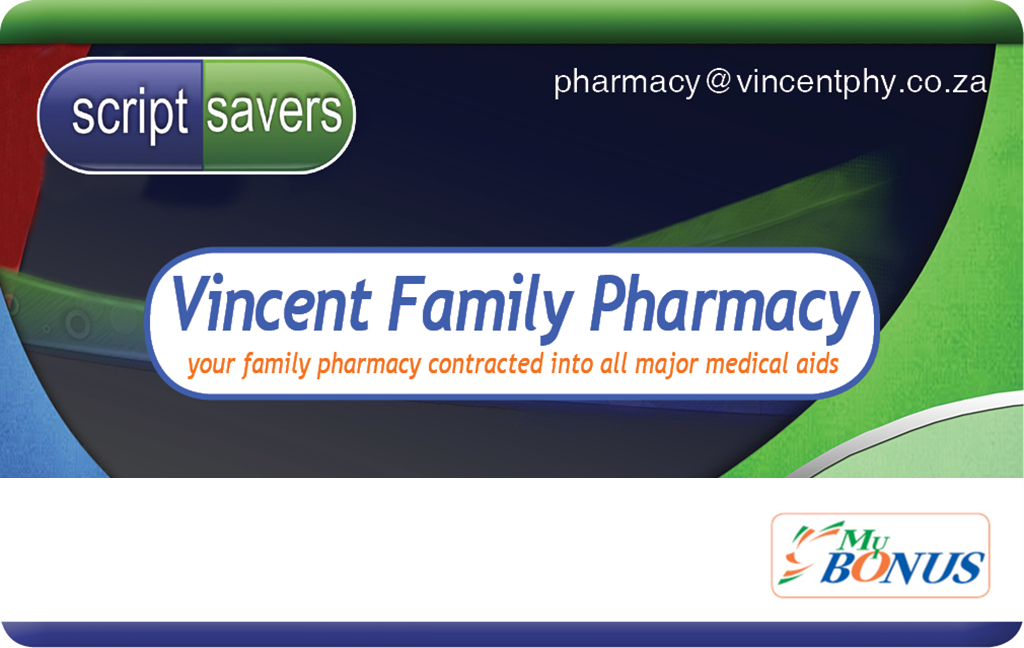 script savers
pharmacy@vincentphy.co.za
Vincent Family Pharmacy
your family pharmacy contracted into all major medical aids
My
BONUS